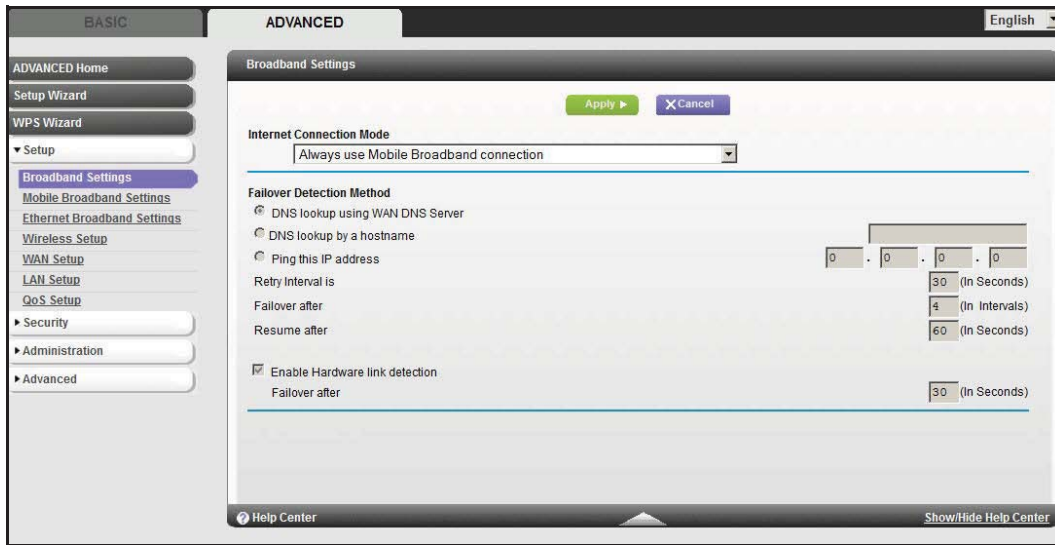 BASIC
ADVANCED
English
ADVANCED Home
Setup Wizard
WPS Wizard
Setup
Broadband Settings
Mobile Broadband Settings
Ethernet Broadband Settings
Wireless Setup
WAN Setup
LAN Setup
QoS Setup
Security
Administration
Advanced
Broadband Settings
Apply
X Cancel
Internet Connection Mode
Always use Mobile Broadband connection
Failover Detection Method
DNS lookup using WAN DNS Server
DNS lookup by a hostname
Ping this IP address 0 . 0 . 0 . 0
Retry Interval is 30 (In Seconds)
Failover after 4 (In Intervals)
Resume after 60 (In Seconds)
Enable Hardware link detection
Failover after 30 (In Seconds)
? Help Center
Show/Hide Help Center